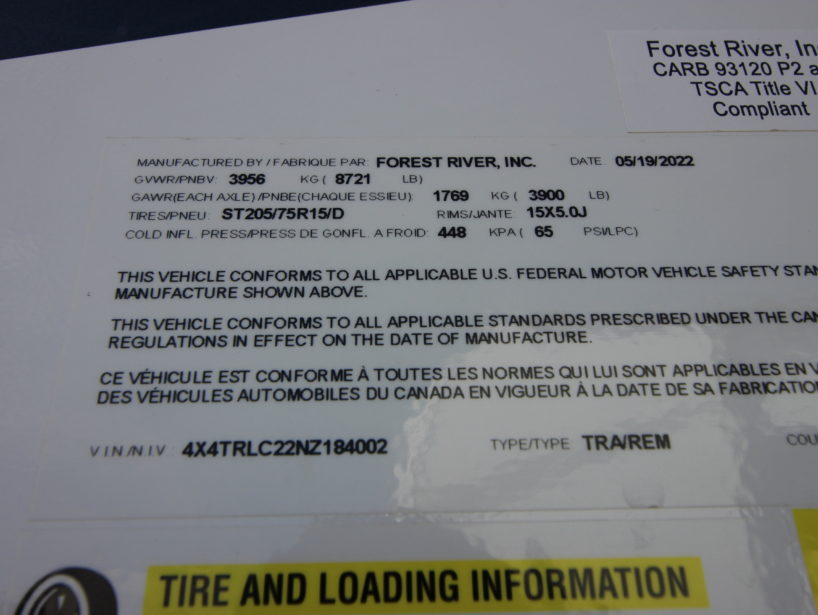 Forest River, In
CARB 93120 P2 a
TSCA Title VI
Compliant
MANUFACTURED BY / FABRIQUE PAR: FOREST RIVER, INC. DATE: 05/19/2022
GVWR/PNBV: 3956 KG ( 8721 LB)
GAWR(EACH AXLE) /PNBE(CHAQUE ESSIEU): 1769 KG ( 3900 LB)
TIRES/PNEU: ST205/75R15/D RIMS/JANTE: 15X5.0J
COLD INFL. PRESS/PRESS DE GONFL. A FROID: 448 KPA ( 65 PSI/LPC)
THIS VEHICLE CONFORMS TO ALL APPLICABLE U.S. FEDERAL MOTOR VEHICLE SAFETY STAN
MANUFACTURE SHOWN ABOVE.
THIS VEHICLE CONFORMS TO ALL APPLICABLE STANDARDS PRESCRIBED UNDER THE CAN
REGULATIONS IN EFFECT ON THE DATE OF MANUFACTURE.
CE VÉHICULE EST CONFORME À TOUTES LES NORMES QUI LUI SONT APPLICABLES EN V
DES VÉHICULES AUTOMOBILES DU CANADA EN VIGUEUR À LA DATE DE SA FABRICATIO
VIN/NIV: 4X4TRLC22NZ184002 TYPE/TYPE TRA/REM COU
TIRE AND LOADING INFORMATION